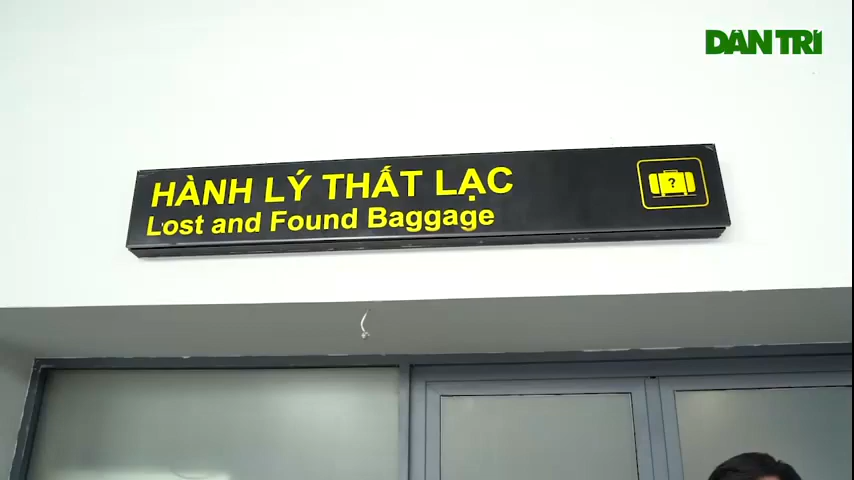 DÂN TRÍ
HÀNH LÝ THẤT LẠC
Lost and Found Baggage
?